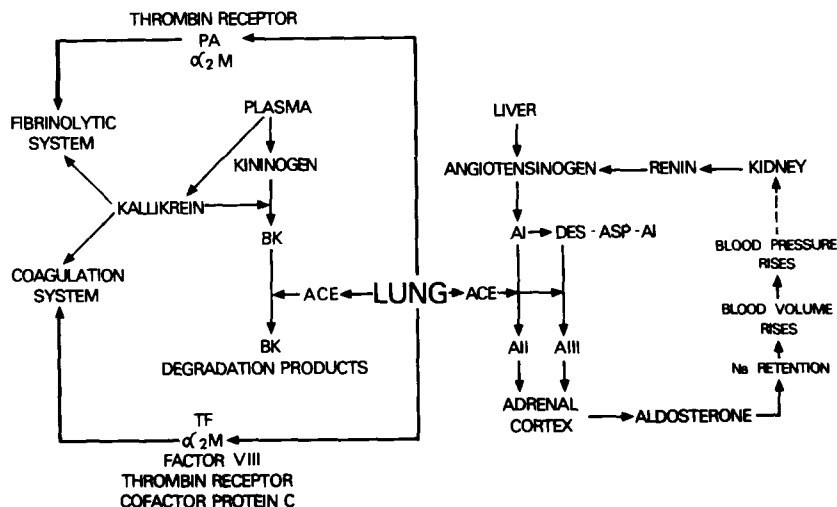 THROMBIN RECEPTOR
PA
α₂M
FIBRINOLYTIC
SYSTEM
PLASMA
KININOGEN
KALLIKREIN
BK
COAGULATION
SYSTEM
ACE
LUNG
ACE
BK
DEGRADATION PRODUCTS
TF
α₂M
FACTOR VIII
THROMBIN RECEPTOR
COFACTOR PROTEIN C
LIVER
ANGIOTENSINOGEN
RENIN
KIDNEY
AI
DES - ASP - AI
BLOOD PRESSURE
RISES
BLOOD VOLUME
RISES
AII
AIII
Na RETENTION
ADRENAL
CORTEX
ALDOSTERONE